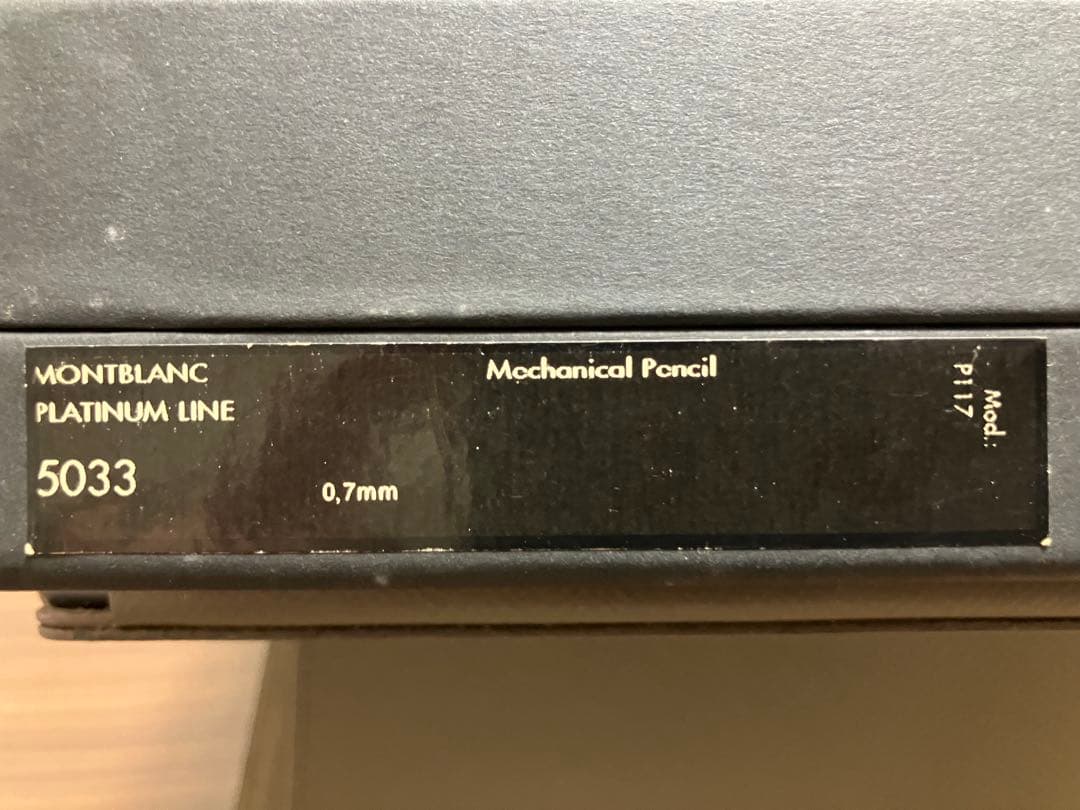 MONTBLANC
PLATINUM LINE
5033
0,7mm
Mechanical Pencil
Mod.:
P117